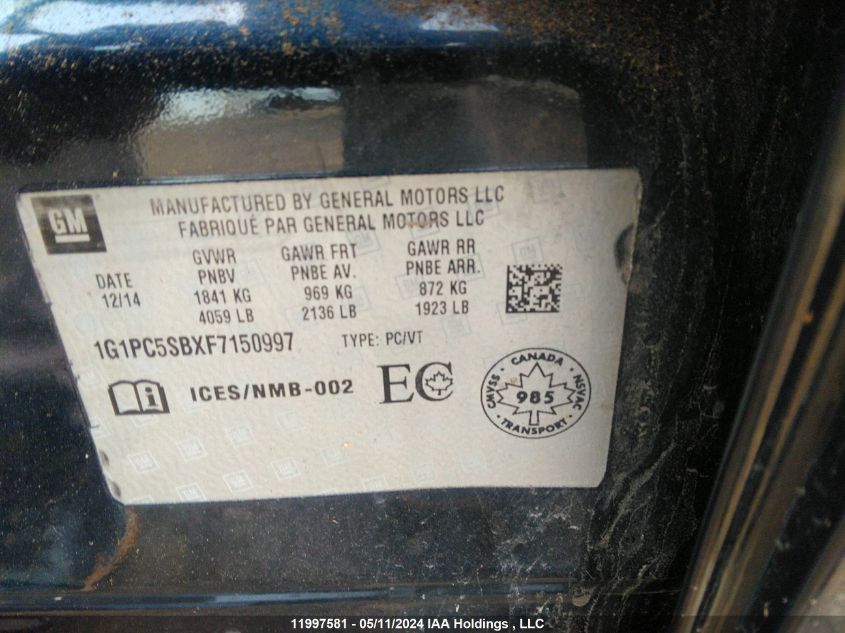 GM
MANUFACTURED BY GENERAL MOTORS LLC
FABRIQUÉ PAR GENERAL MOTORS LLC
DATE
12/14
GVWR
PNBV
1841 KG
4059 LB
GAWR FRT
PNBE AV.
969 KG
2136 LB
GAWR RR
PNBE ARR.
872 KG
1923 LB
1G1PC5SBXF7150997 TYPE: PC/VT
i ICES/NMB-002 EC
CANADA
CMVSS 985 NSVAC
TRANSPORT
11997581 - 05/11/2024 IAA Holdings , LLC